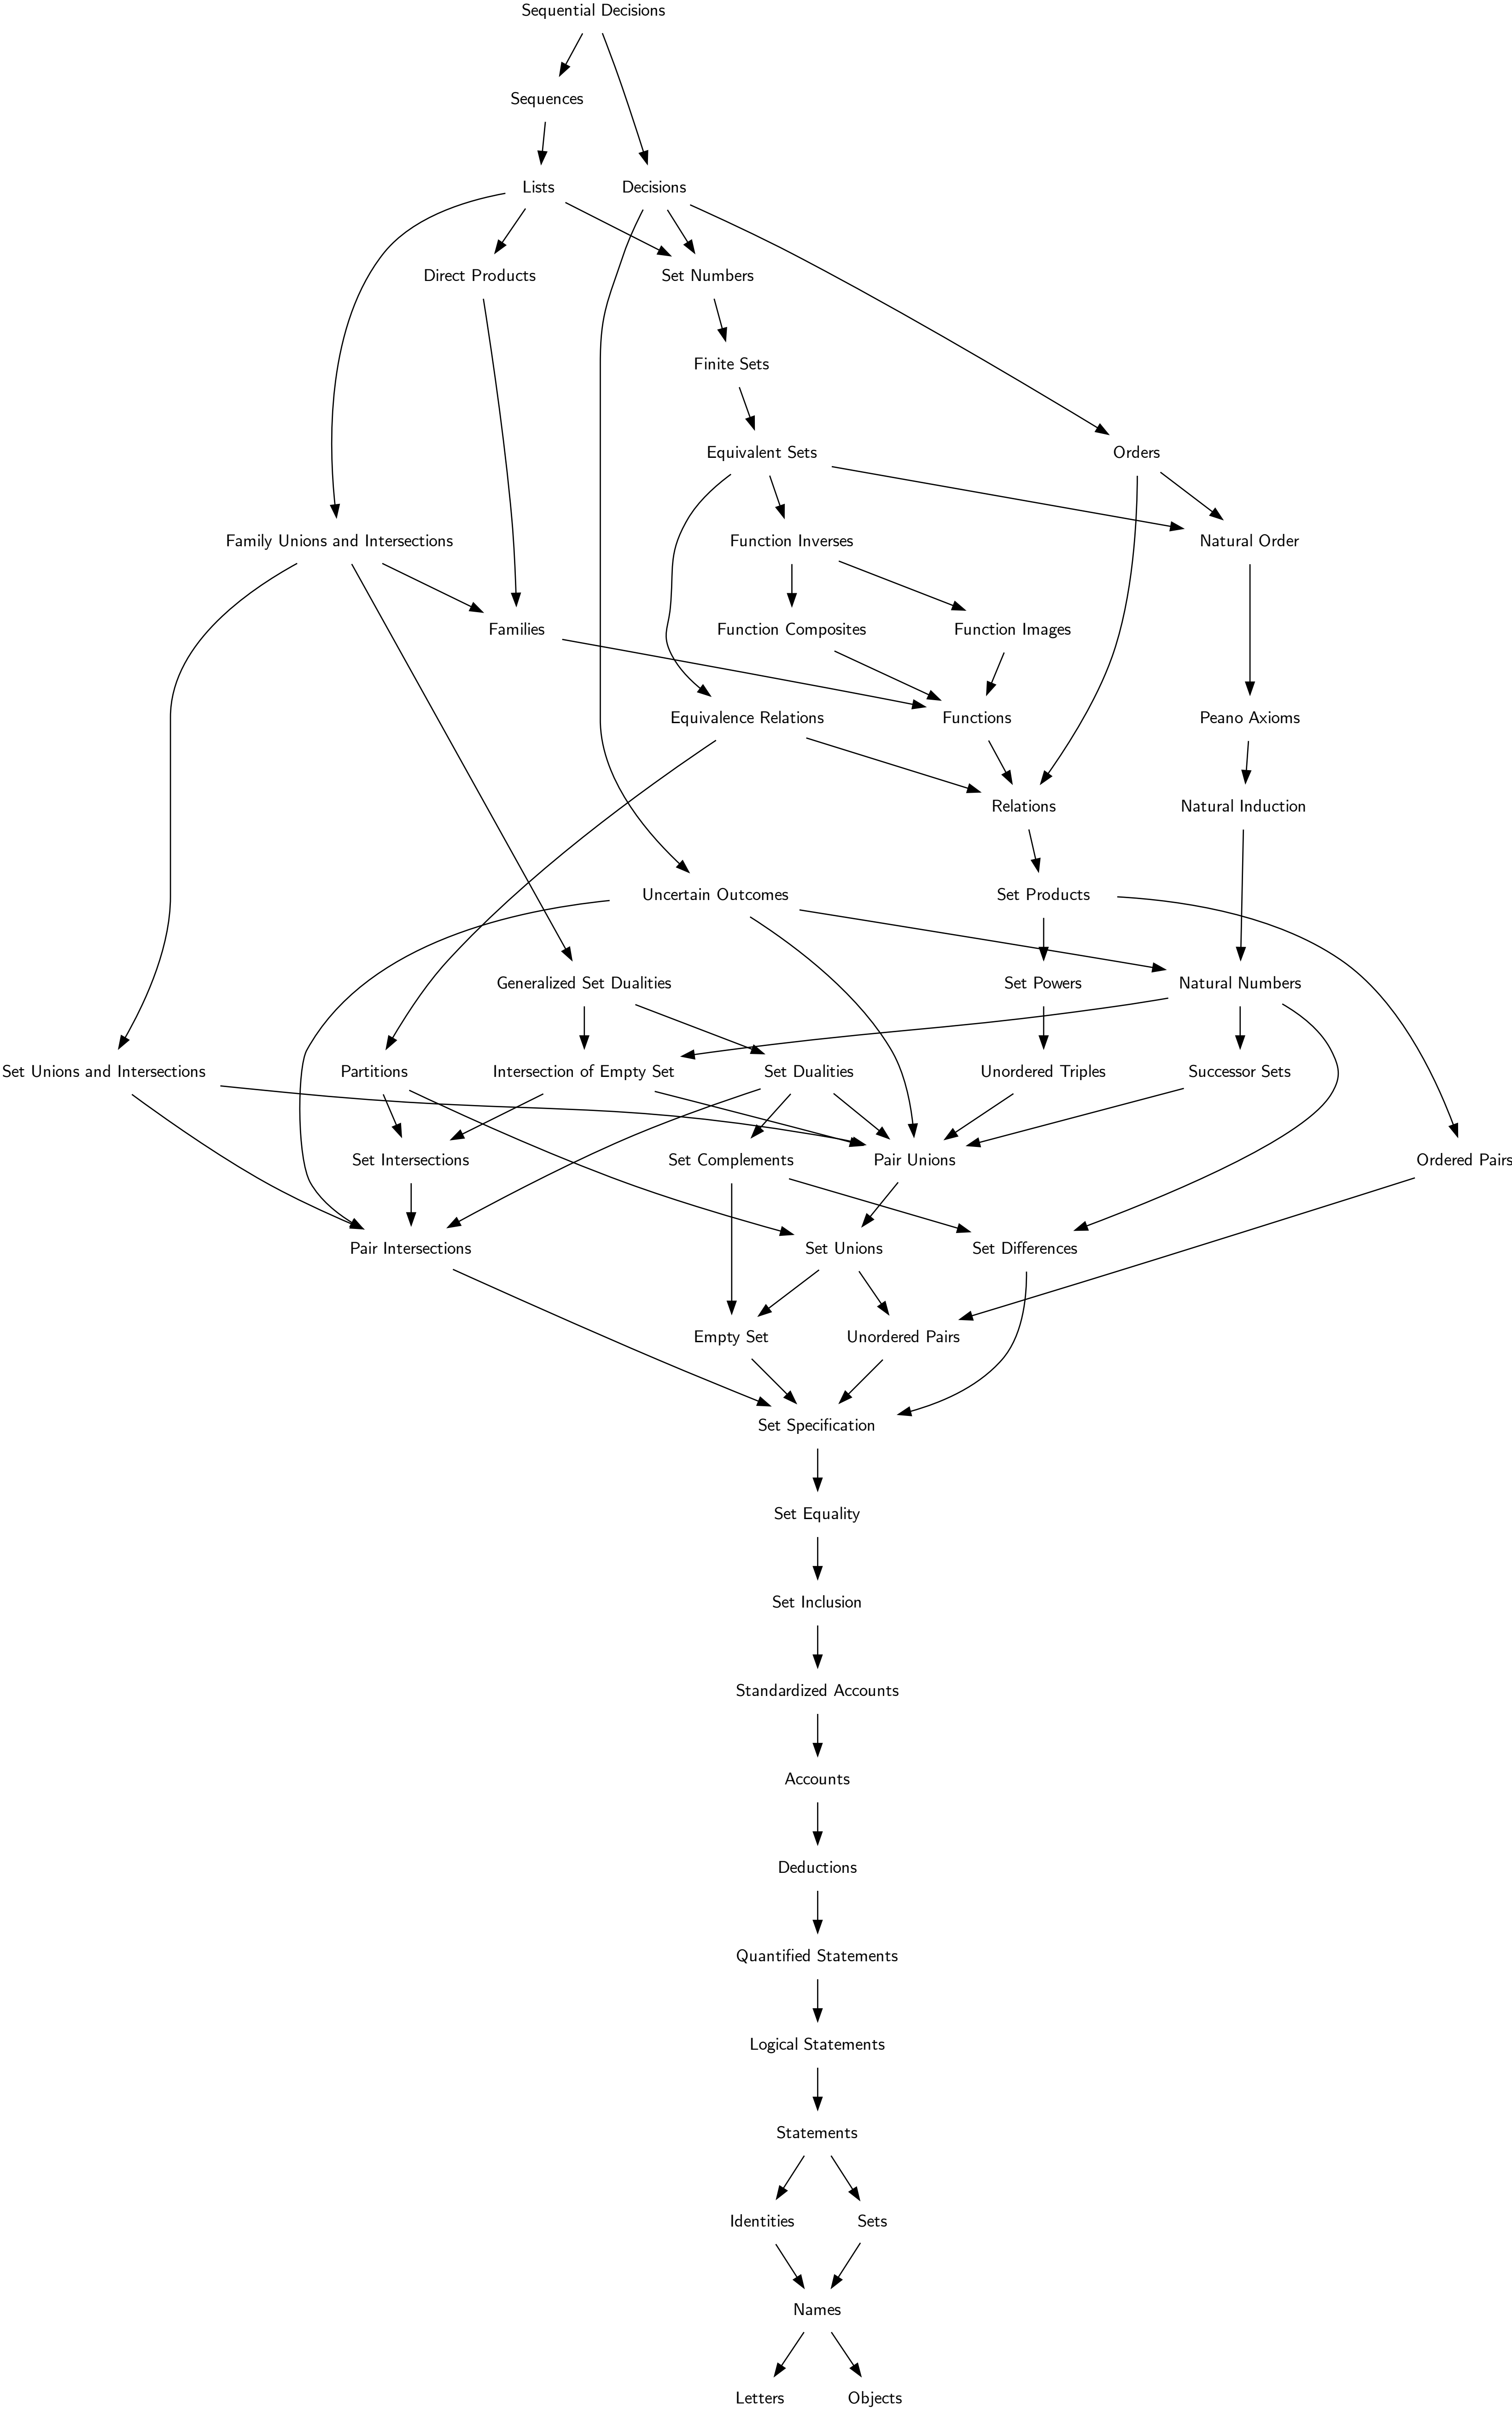 Sequential Decisions
Sequences
Lists
Decisions
Direct Products
Set Numbers
Finite Sets
Equivalent Sets
Orders
Family Unions and Intersections
Function Inverses
Natural Order
Families
Function Composites
Function Images
Equivalence Relations
Functions
Peano Axioms
Relations
Natural Induction
Uncertain Outcomes
Set Products
Generalized Set Dualities
Set Powers
Natural Numbers
Set Unions and Intersections
Partitions
Intersection of Empty Set
Set Dualities
Unordered Triples
Successor Sets
Set Intersections
Set Complements
Pair Unions
Ordered Pairs
Pair Intersections
Set Unions
Set Differences
Empty Set
Unordered Pairs
Set Specification
Set Equality
Set Inclusion
Standardized Accounts
Accounts
Deductions
Quantified Statements
Logical Statements
Statements
Identities
Sets
Names
Letters
Objects